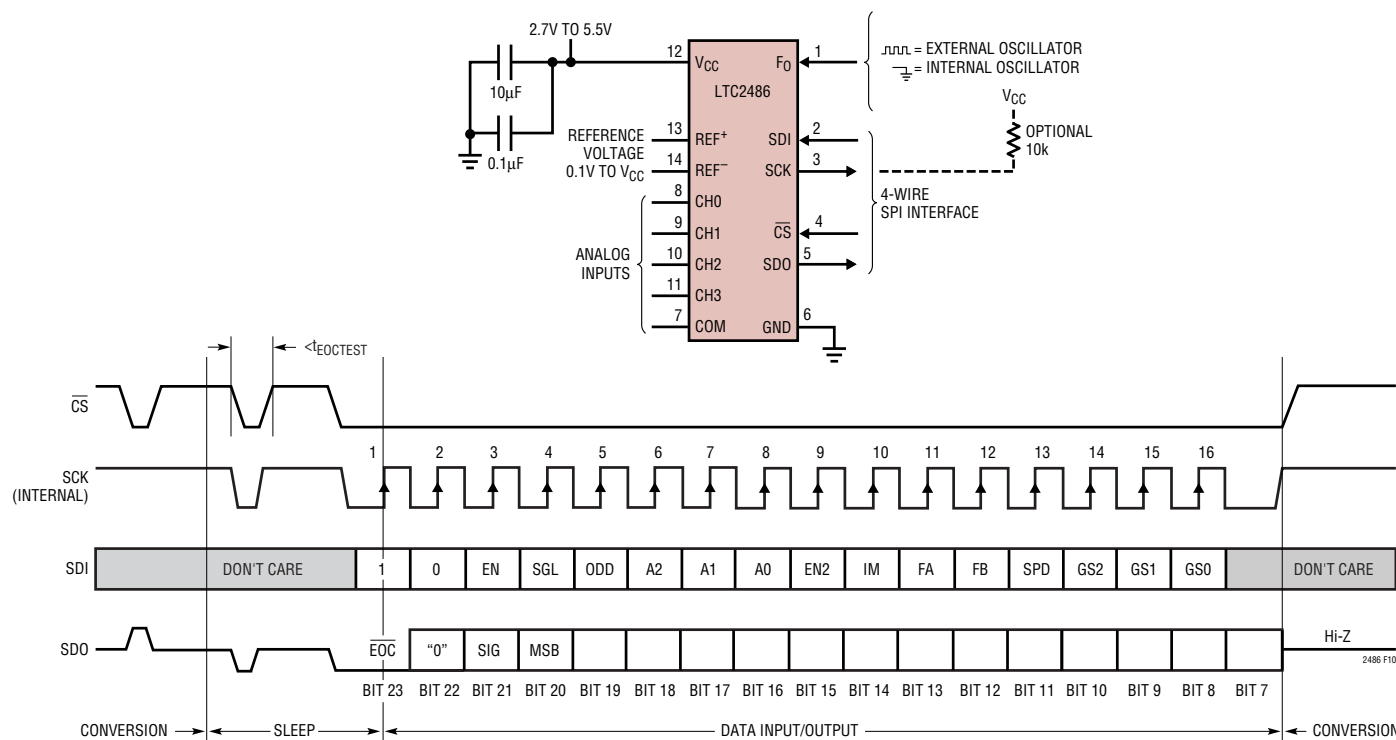 2.7V TO 5.5V
10µF
0.1µF
12
VCC
LTC2486
FO
1
= EXTERNAL OSCILLATOR
= INTERNAL OSCILLATOR
VCC
OPTIONAL
10k
REFERENCE
VOLTAGE
0.1V TO VCC
13
REF+
14
REF–
SDI
2
SCK
3
CS
4
SDO
5
4-WIRE
SPI INTERFACE
ANALOG
INPUTS
8
CH0
9
CH1
10
CH2
11
CH3
7
COM
GND
6
<tEOCTEST
CS
SCK
(INTERNAL)
1 2 3 4 5 6 7 8 9 10 11 12 13 14 15 16
SDI DON'T CARE 1 0 EN SGL ODD A2 A1 A0 EN2 IM FA FB SPD GS2 GS1 GS0 DON'T CARE
SDO EOC “0” SIG MSB Hi-Z
2486 F10
BIT 23 BIT 22 BIT 21 BIT 20 BIT 19 BIT 18 BIT 17 BIT 16 BIT 15 BIT 14 BIT 13 BIT 12 BIT 11 BIT 10 BIT 9 BIT 8 BIT 7
CONVERSION SLEEP DATA INPUT/OUTPUT CONVERSION